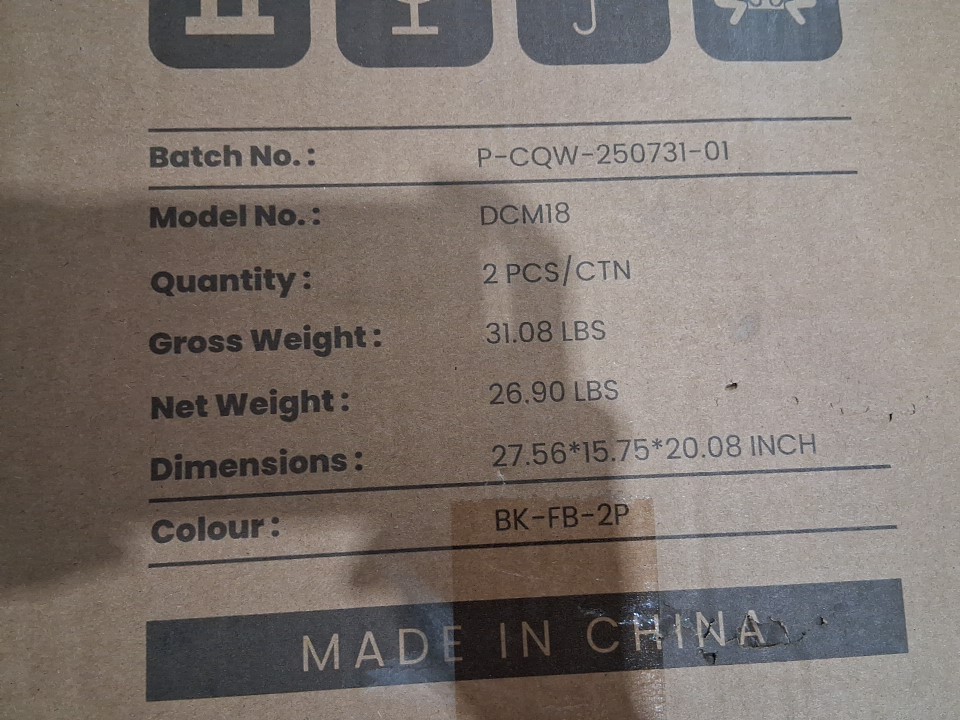 Batch No. : P-CQW-250731-01
Model No. : DCM18
Quantity : 2 PCS/CTN
Gross Weight : 31.08 LBS
Net Weight : 26.90 LBS
Dimensions : 27.56*15.75*20.08 INCH
Colour : BK-FB-2P
MADE IN CHINA